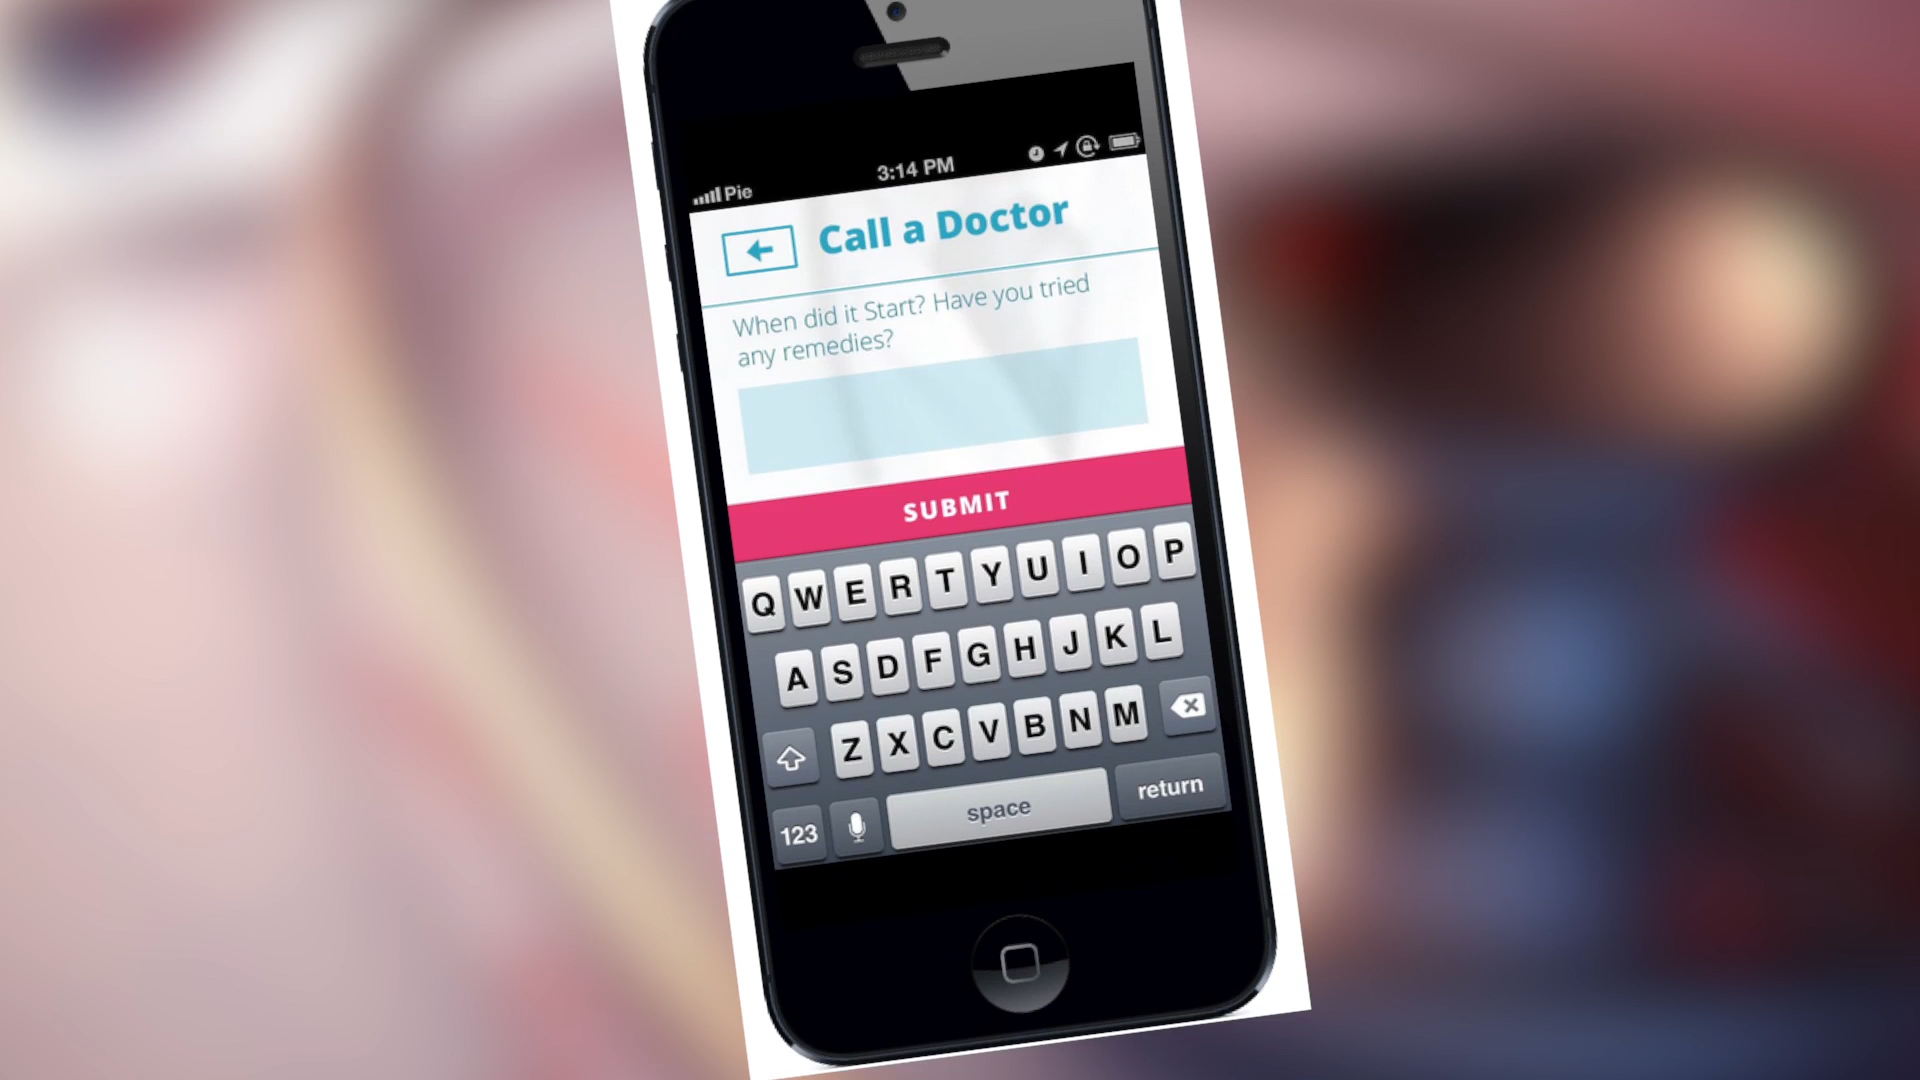 Pie 3:14 PM
Call a Doctor
When did it Start? Have you tried
any remedies?
SUBMIT
Q W E R T Y U I O P
A S D F G H J K L
Z X C V B N M
123 space return